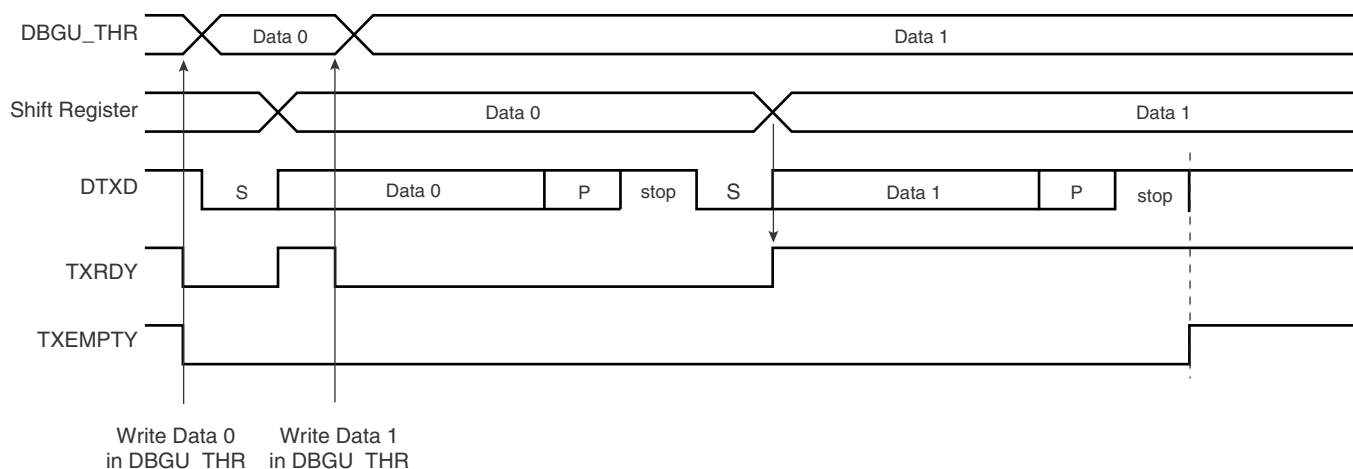 DBGU_THR
Data 0
Data 1
Shift Register
Data 0
Data 1
DTXD
S
Data 0
P
stop
S
Data 1
P
stop
TXRDY
TXEMPTY
Write Data 0
in DBGU_THR
Write Data 1
in DBGU_THR